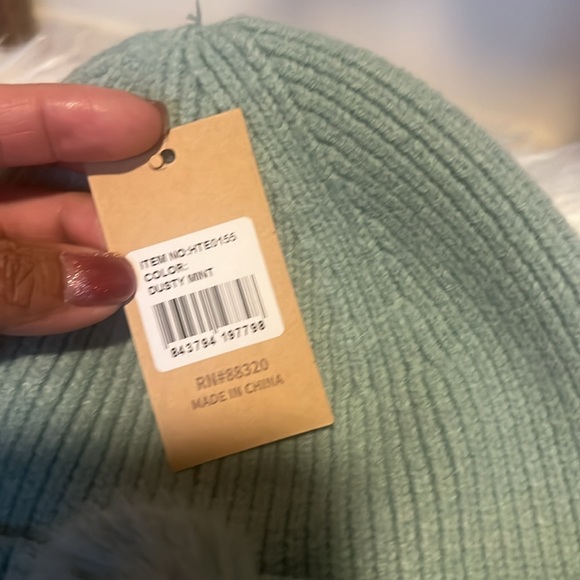 ITEM NO:HTE0155
COLOR:
DUSTY MINT
843794 197798
RN#88320
MADE IN CHINA